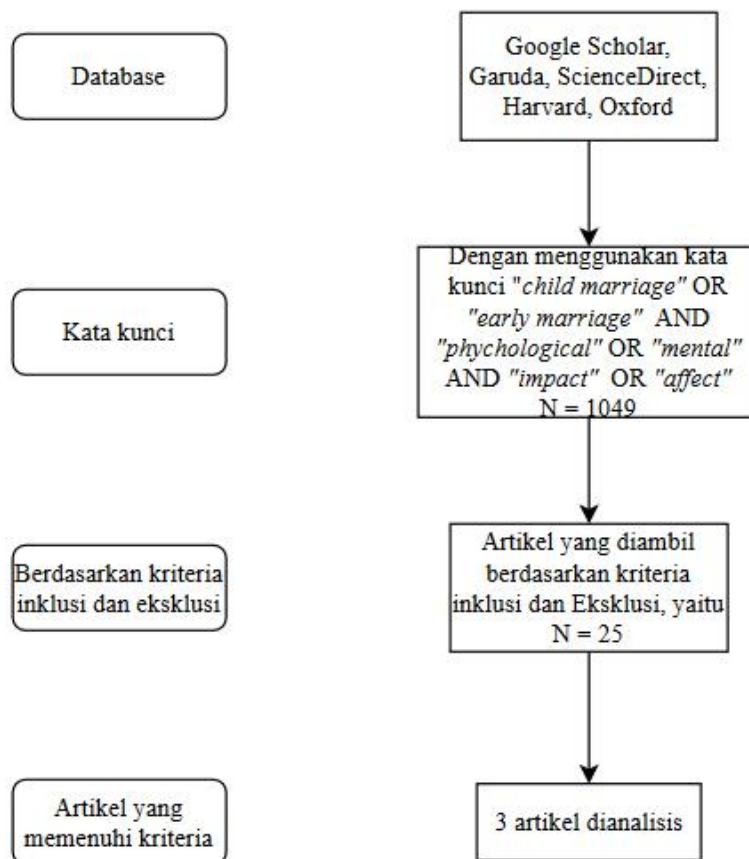 Database
Google Scholar,
Garuda, ScienceDirect,
Harvard, Oxford
Kata kunci
Dengan menggunakan kata
kunci "child marriage" OR
"early marriage" AND
"phychological" OR "mental"
AND "impact" OR "affect"
N = 1049
Berdasarkan kriteria
inklusi dan eksklusi
Artikel yang diambil
berdasarkan kriteria
inklusi dan Eksklusi, yaitu
N = 25
Artikel yang
memenuhi kriteria
3 artikel dianalisis